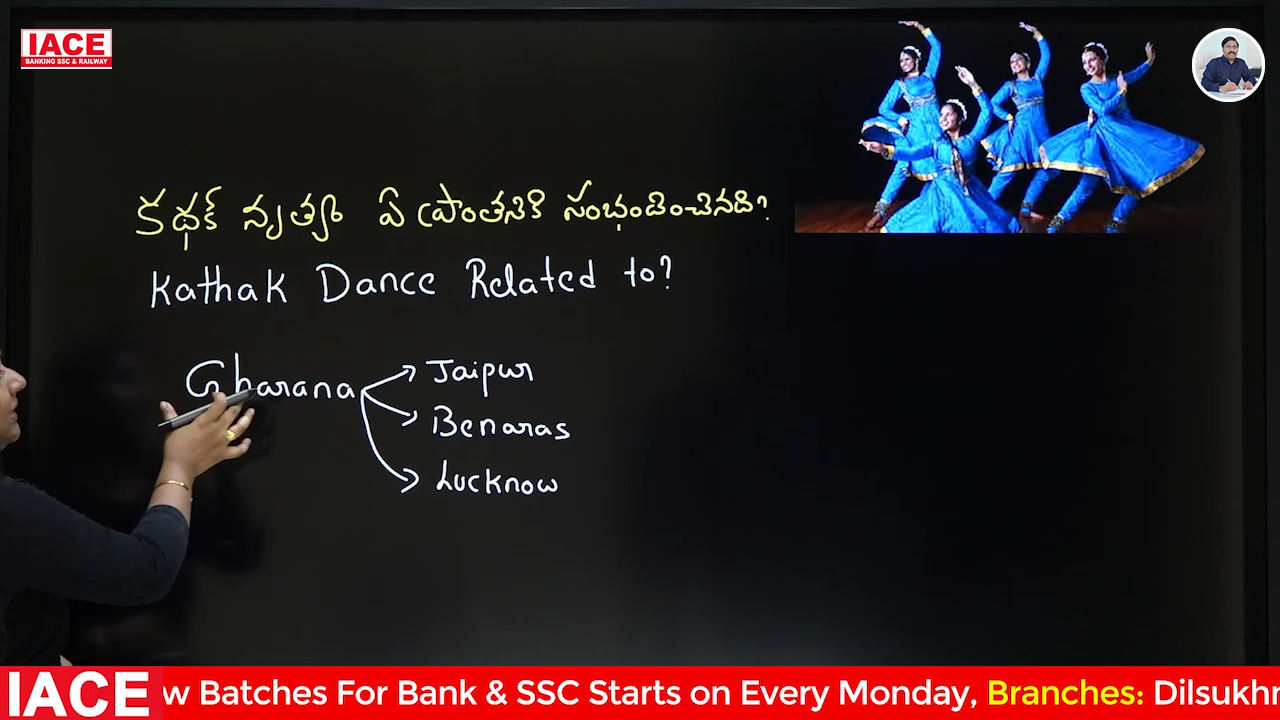 IACE
BANKING SSC & RAILWAY
కథక్ నృత్యం ఏ ప్రాంతానికి సంభందించినది?
Kathak Dance Related to?
Gharana
Jaipur
Benaras
Lucknow
IACE
w Batches For Bank & SSC Starts on Every Monday, Branches: Dilsukhn